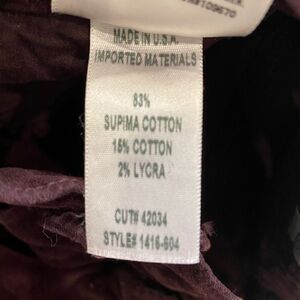 MADE IN U.S.A.
IMPORTED MATERIALS
83%
SUPIMA COTTON
15% COTTON
2% LYCRA
CUT# 42034
STYLE# 1416-604